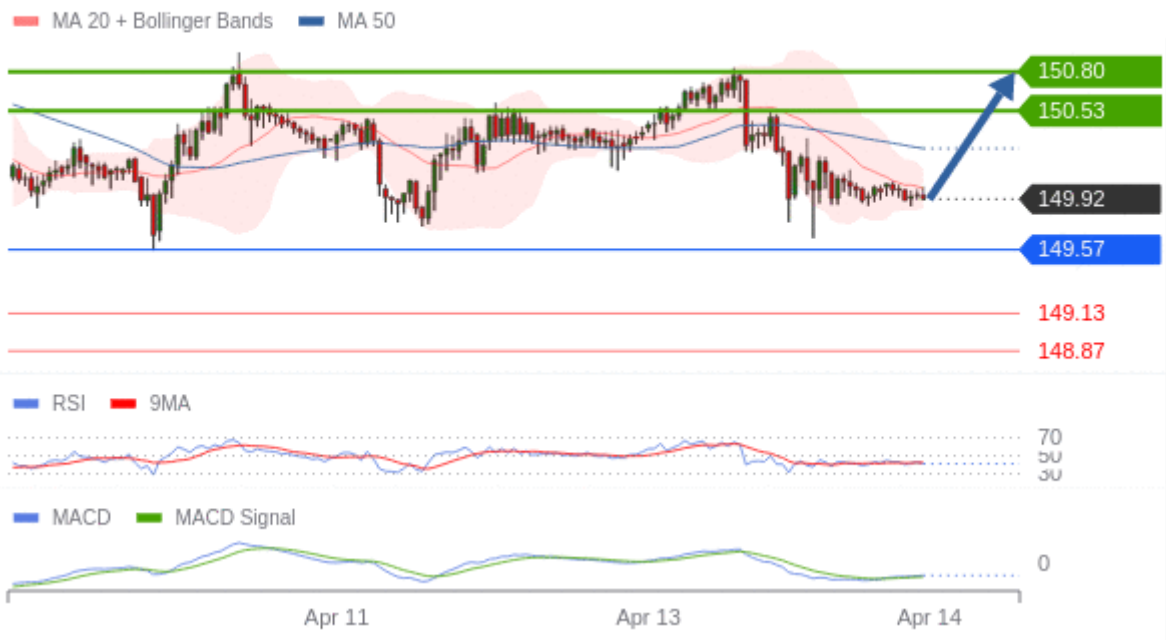 MA 20 + Bollinger Bands MA 50
150.80
150.53
149.92
149.57
149.13
148.87
RSI 9MA
70
50
30
MACD MACD Signal
0
Apr 11 Apr 13 Apr 14